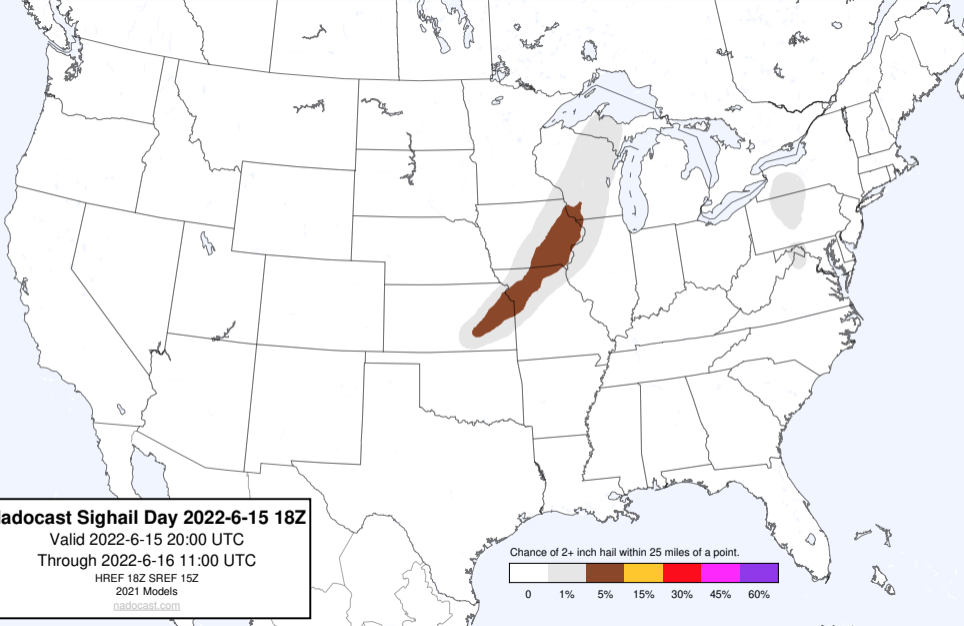 adocast Sighail Day 2022-6-15 18Z
Valid 2022-6-15 20:00 UTC
Through 2022-6-16 11:00 UTC
HREF 18Z SREF 15Z
2021 Models
nadocast.com
Chance of 2+ inch hail within 25 miles of a point.
0 1% 5% 15% 30% 45% 60%